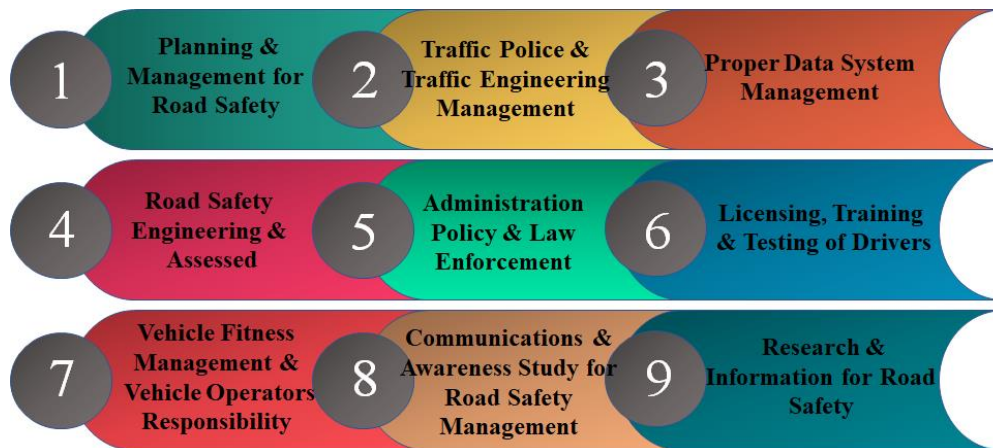 1
Planning &
Management for
Road Safety
2
Traffic Police &
Traffic Engineering
Management
3
Proper Data System
Management
4
Road Safety
Engineering &
Assessed
5
Administration
Policy & Law
Enforcement
6
Licensing, Training
& Testing of Drivers
7
Vehicle Fitness
Management &
Vehicle Operators
Responsibility
8
Communications &
Awareness Study for
Road Safety
Management
9
Research &
Information for Road
Safety